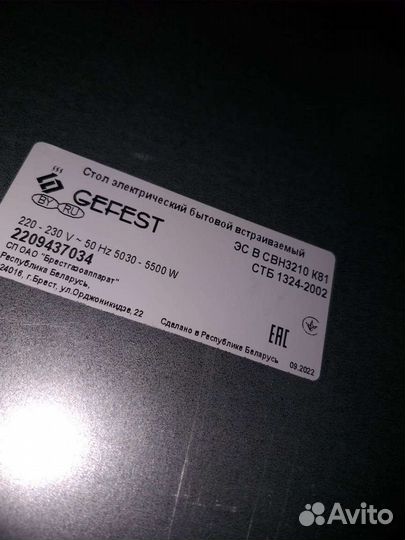 Стол электрический бытовой встраиваемый
BY RU
GEFEST
ЭС В СВН3210 К81
220 - 230 V ~ 50 Hz 5030 - 5500 W
СТБ 1324-2002
2209437034
СП ОАО "Брестгазоаппарат"
Республика Беларусь,
24016, г.Брест, ул.Орджоникидзе, 22
EAC
Сделано в Республике Беларусь
09.2022
Avito